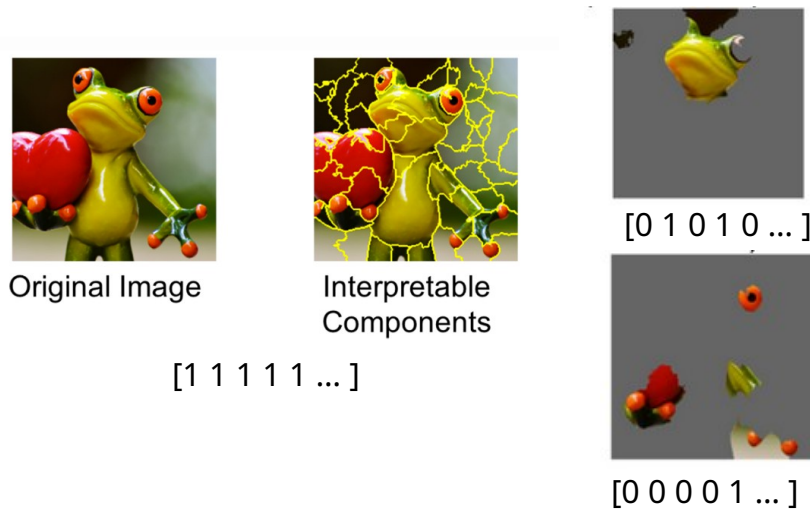 Original Image
Interpretable
Components
[1 1 1 1 1 ... ]
[0 1 0 1 0 ... ]
[0 0 0 0 1 ... ]